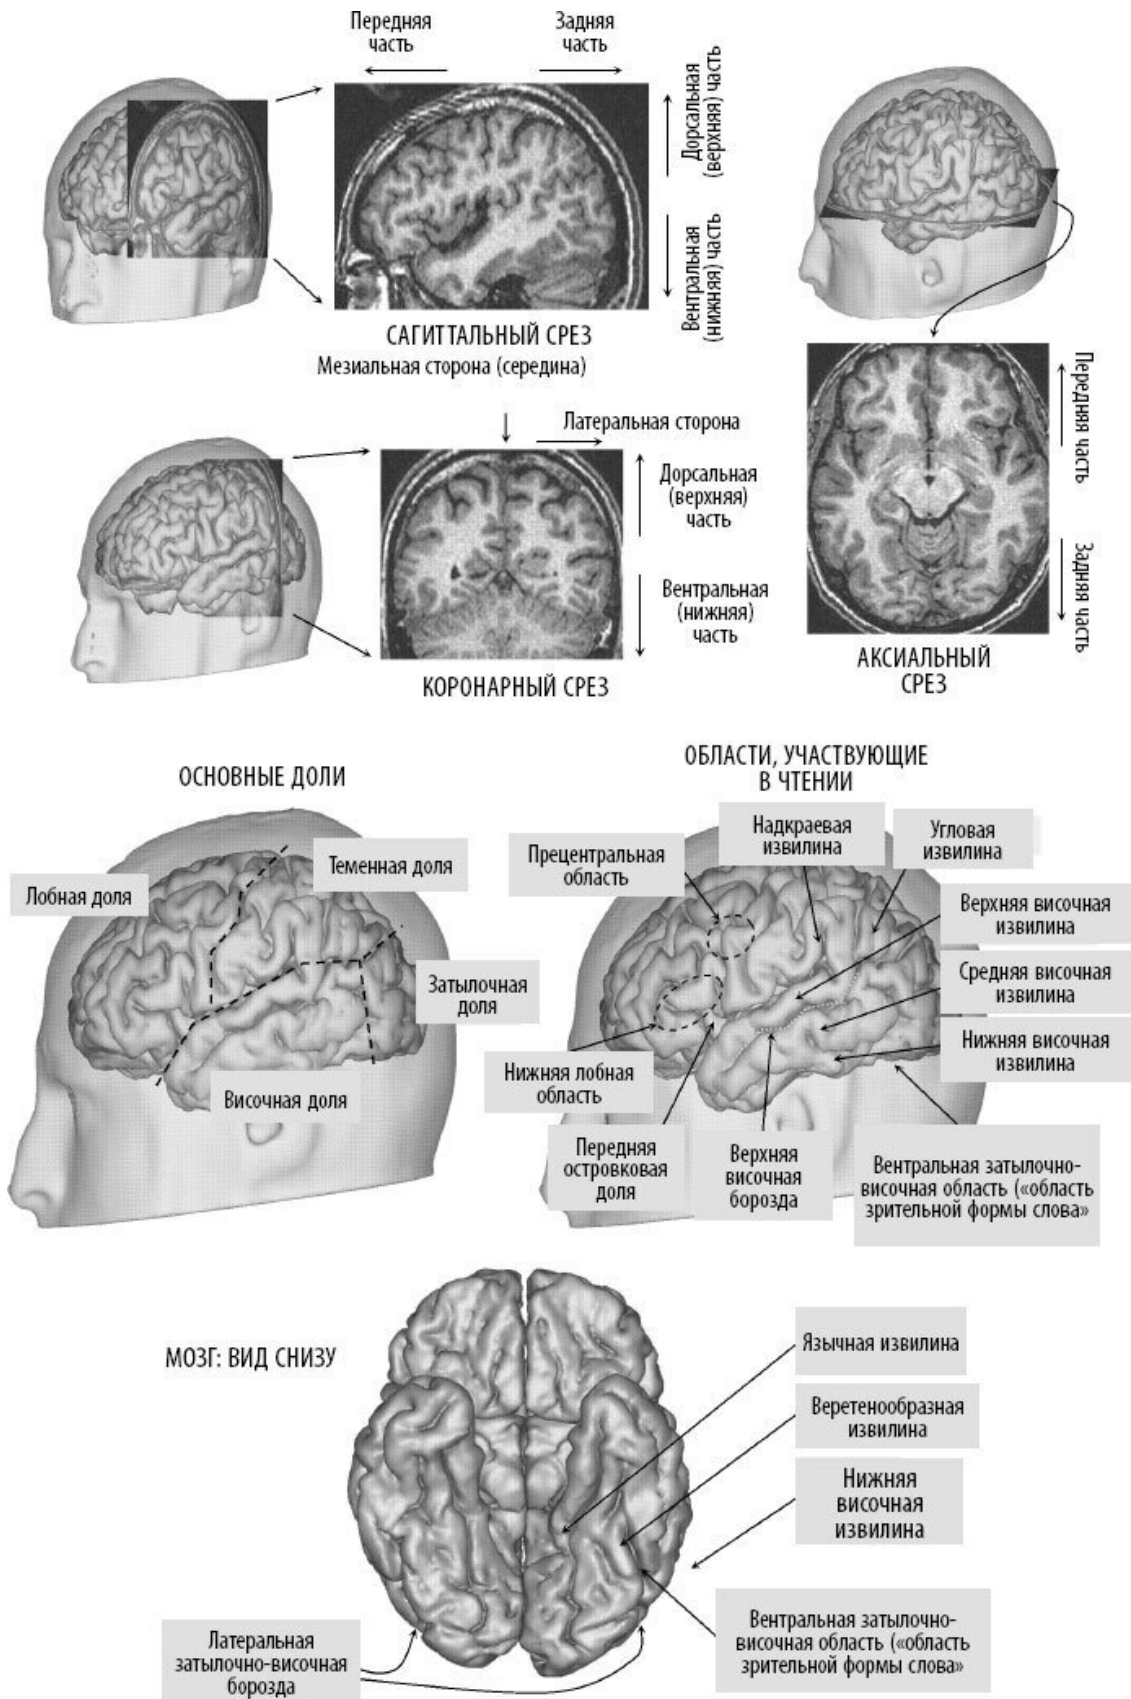 Передняя
часть
Задняя
часть
Дорсальная
(верхняя) часть
Вентральная
(нижняя) часть
САГИТТАЛЬНЫЙ СРЕЗ
Мезиальная сторона (середина)
Латеральная сторона
Дорсальная
(верхняя)
часть
Вентральная
(нижняя)
часть
КОРОНАРНЫЙ СРЕЗ
Передняя часть
Задняя часть
АКСИАЛЬНЫЙ
СРЕЗ
ОСНОВНЫЕ ДОЛИ
Лобная доля
Теменная доля
Затылочная
доля
Височная доля
ОБЛАСТИ, УЧАСТВУЮЩИЕ
В ЧТЕНИИ
Прецентральная
область
Надкраевая
извилина
Угловая
извилина
Верхняя височная
извилина
Средняя височная
извилина
Нижняя височная
извилина
Нижняя лобная
область
Передняя
островковая
доля
Верхняя
височная
борозда
Вентральная затылочно-
височная область («область
зрительной формы слова»
МОЗГ: ВИД СНИЗУ
Язычная извилина
Веретенообразная
извилина
Нижняя
височная
извилина
Вентральная затылочно-
височная область («область
зрительной формы слова»
Латеральная
затылочно-височная
борозда